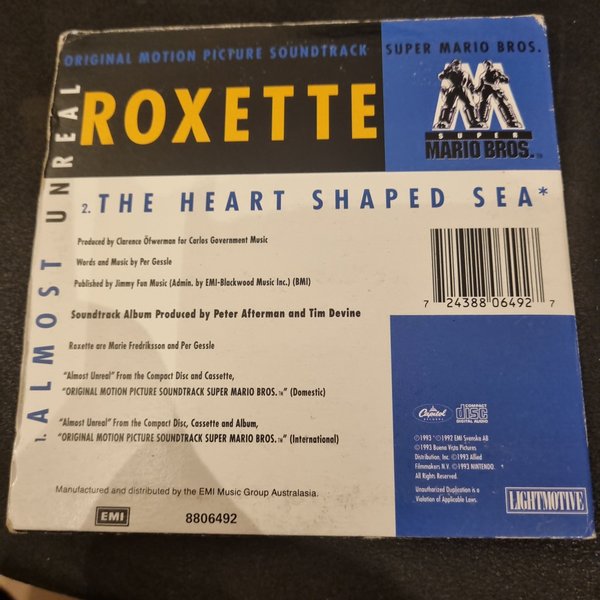 ORIGINAL MOTION PICTURE SOUNDTRACK
SUPER MARIO BROS.
ROXETTE
M
SUPER
MARIO BROS.™
1. ALMOST UNREAL
2. THE HEART SHAPED SEA*
Produced by Clarence Öfwerman for Carlos Government Music
Words and Music by Per Gessle
Published by Jimmy Fun Music (Admin. by EMI-Blackwood Music Inc.) (BMI)
Soundtrack Album Produced by Peter Afterman and Tim Devine
Roxette are Marie Fredriksson and Per Gessle
"Almost Unreal" From the Compact Disc and Cassette,
"ORIGINAL MOTION PICTURE SOUNDTRACK SUPER MARIO BROS.™" (Domestic)
"Almost Unreal" From the Compact Disc, Cassette and Album,
"ORIGINAL MOTION PICTURE SOUNDTRACK SUPER MARIO BROS.™" (International)
Manufactured and distributed by the EMI Music Group Australasia.
EMI
8806492
7 24388 06492 7
Capitol
RECORDS
COMPACT
disc
DIGITAL AUDIO
℗1993 *℗1992 EMI Svenska AB
©1993 Buena Vista Pictures
Distribution, Inc. ©1993 Allied
Filmmakers N.V. ©1993 NINTENDO.
All Rights Reserved.
Unauthorized Duplication is a
Violation of Applicable Laws.
LIGHTMOTIVE